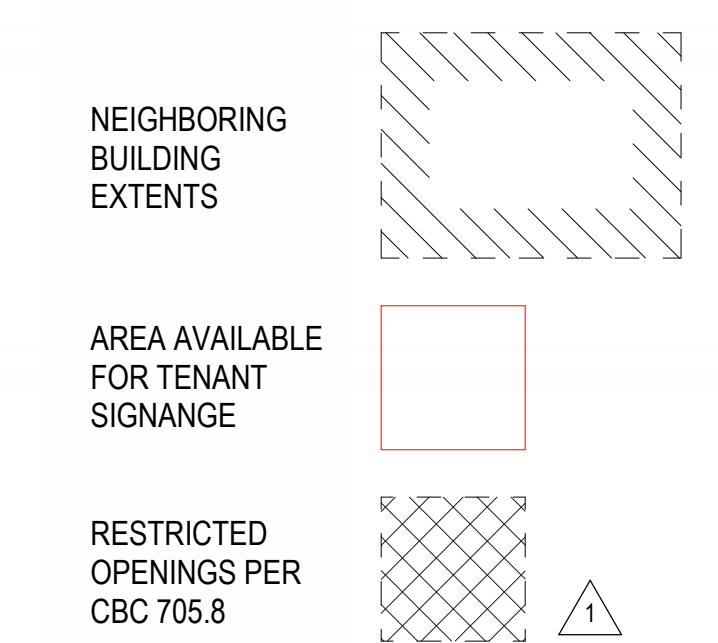 NEIGHBORING
BUILDING
EXTENTS
AREA AVAILABLE
FOR TENANT
SIGNANGE
RESTRICTED
OPENINGS PER
CBC 705.8
1